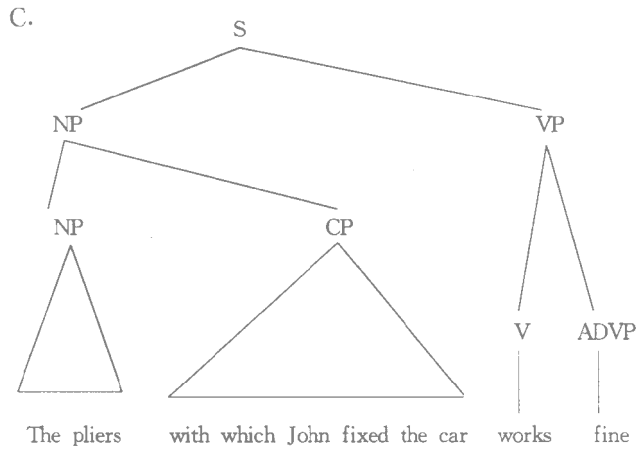 C.
S
NP VP
NP CP
V ADVP
The pliers with which John fixed the car works fine